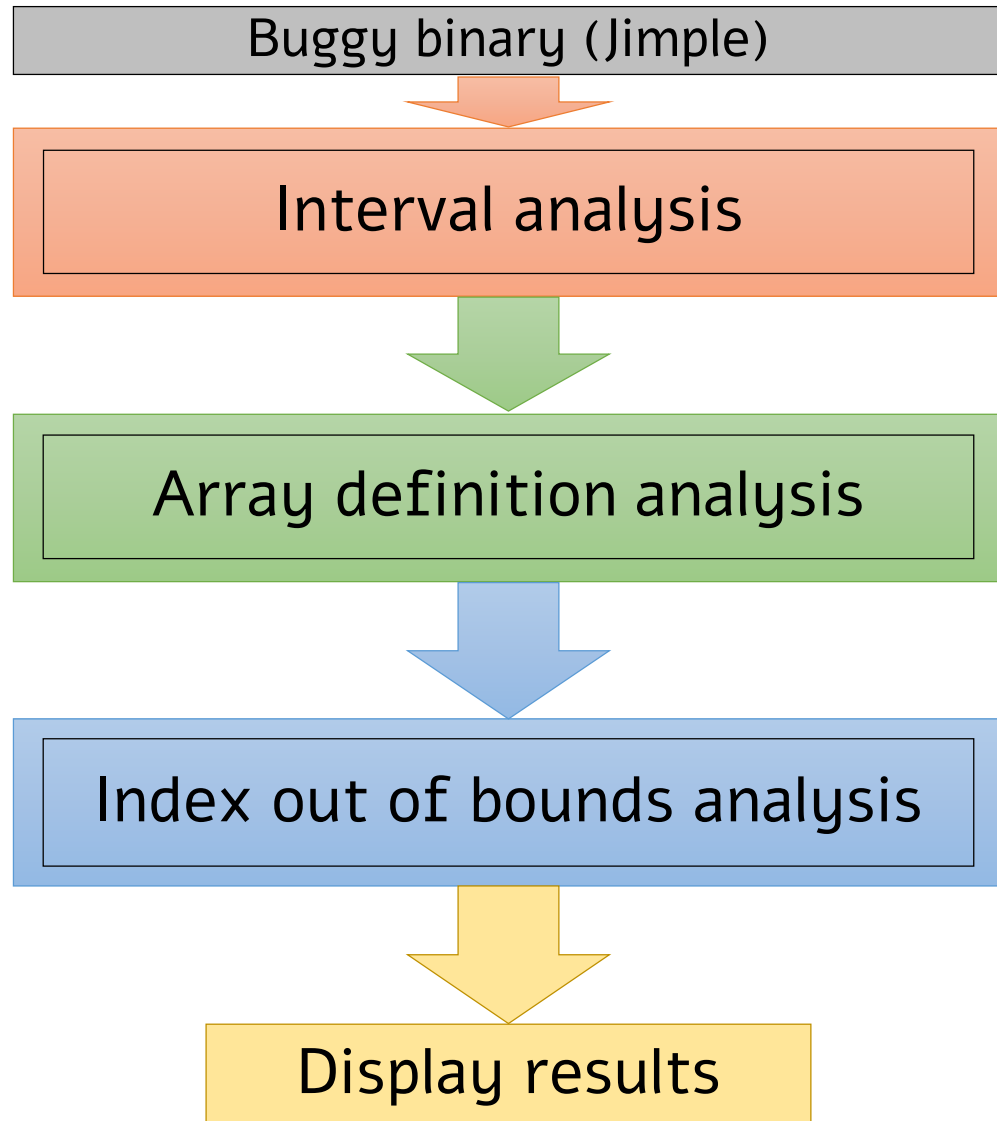 Buggy binary (Jimple)
Interval analysis
Array definition analysis
Index out of bounds analysis
Display results